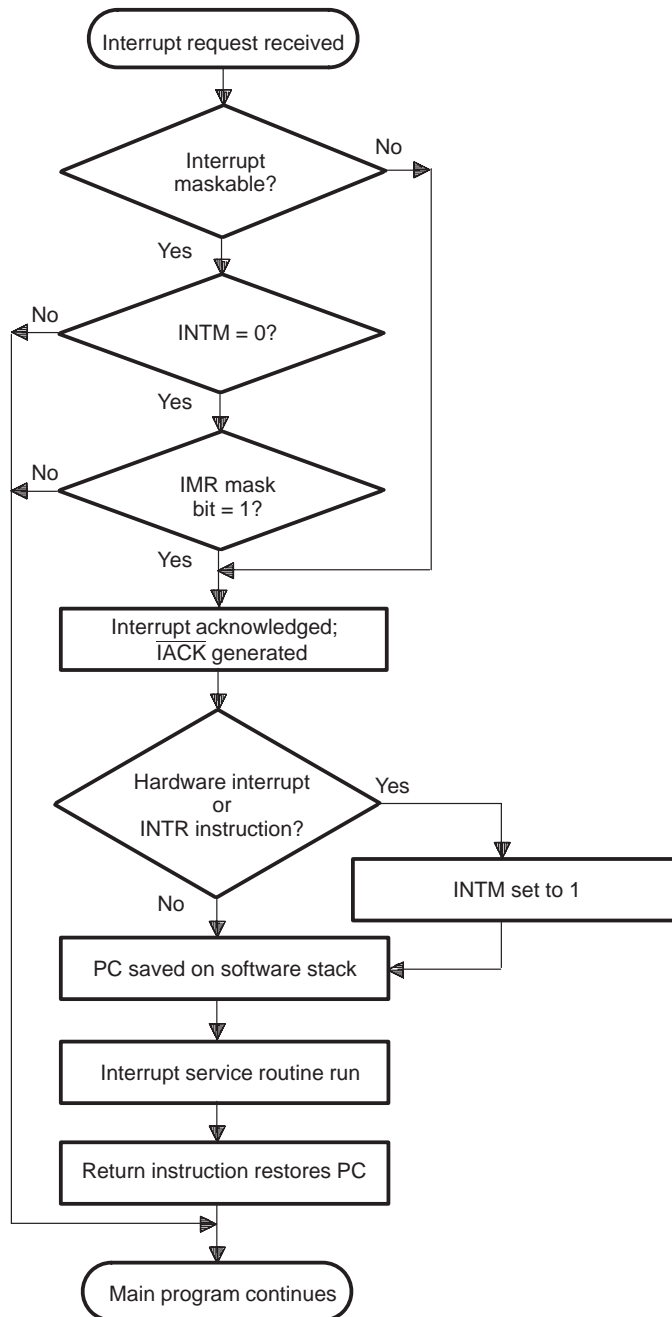 Interrupt request received
Interrupt
maskable?
No
Yes
No
INTM = 0?
Yes
No
IMR mask
bit = 1?
Yes
Interrupt acknowledged;
IACK generated
Hardware interrupt
or
INTR instruction?
Yes
INTM set to 1
No
PC saved on software stack
Interrupt service routine run
Return instruction restores PC
Main program continues